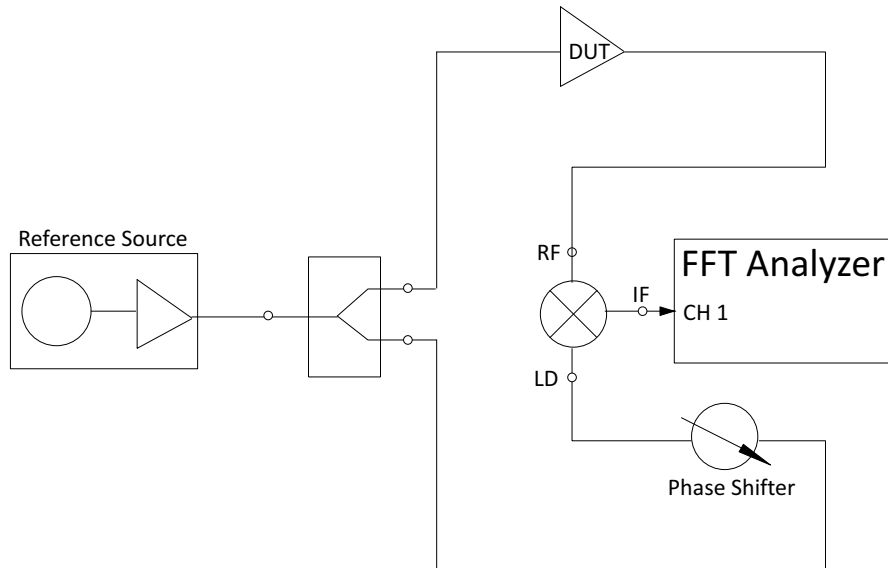 DUT
Reference Source
RF
FFT Analyzer
IF
CH 1
LD
Phase Shifter